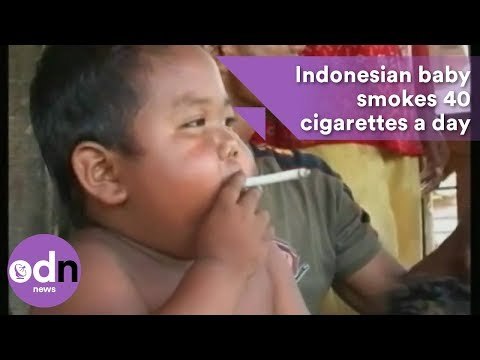 Indonesian baby
smokes 40
cigarettes a day
odn
news